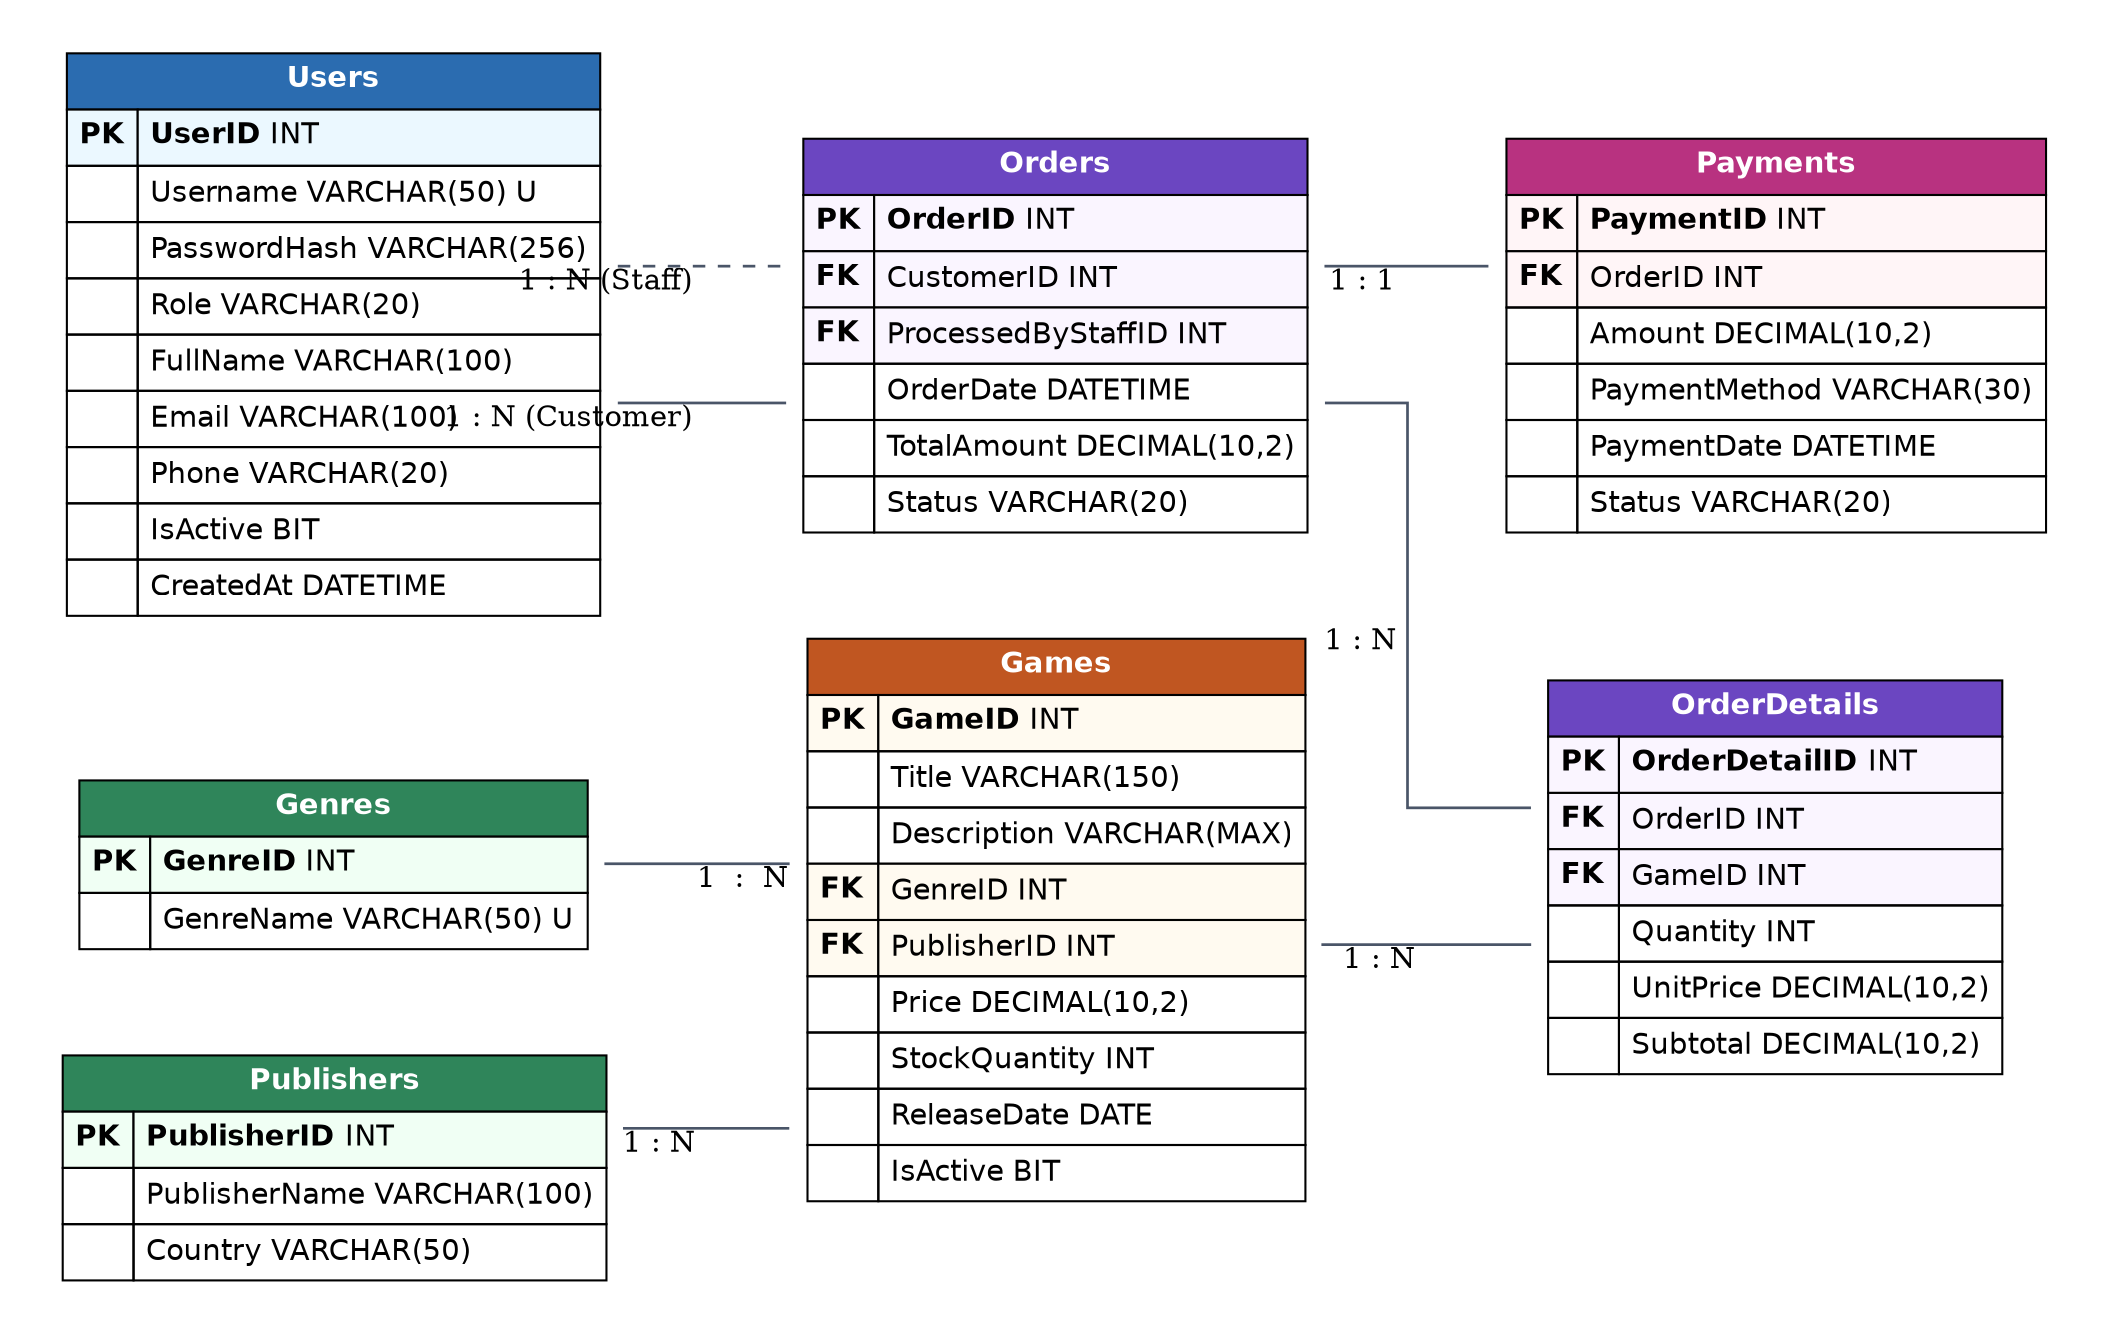 Users
PK UserID INT
Username VARCHAR(50) U
PasswordHash VARCHAR(256)
Role VARCHAR(20)
FullName VARCHAR(100)
Email VARCHAR(100)
Phone VARCHAR(20)
IsActive BIT
CreatedAt DATETIME
1 : N (Staff)
1 : N (Customer)
Orders
PK OrderID INT
FK CustomerID INT
FK ProcessedByStaffID INT
OrderDate DATETIME
TotalAmount DECIMAL(10,2)
Status VARCHAR(20)
1 : 1
Payments
PK PaymentID INT
FK OrderID INT
Amount DECIMAL(10,2)
PaymentMethod VARCHAR(30)
PaymentDate DATETIME
Status VARCHAR(20)
1 : N
Genres
PK GenreID INT
GenreName VARCHAR(50) U
1 : N
Publishers
PK PublisherID INT
PublisherName VARCHAR(100)
Country VARCHAR(50)
1 : N
Games
PK GameID INT
Title VARCHAR(150)
Description VARCHAR(MAX)
FK GenreID INT
FK PublisherID INT
Price DECIMAL(10,2)
StockQuantity INT
ReleaseDate DATE
IsActive BIT
1 : N
OrderDetails
PK OrderDetailID INT
FK OrderID INT
FK GameID INT
Quantity INT
UnitPrice DECIMAL(10,2)
Subtotal DECIMAL(10,2)